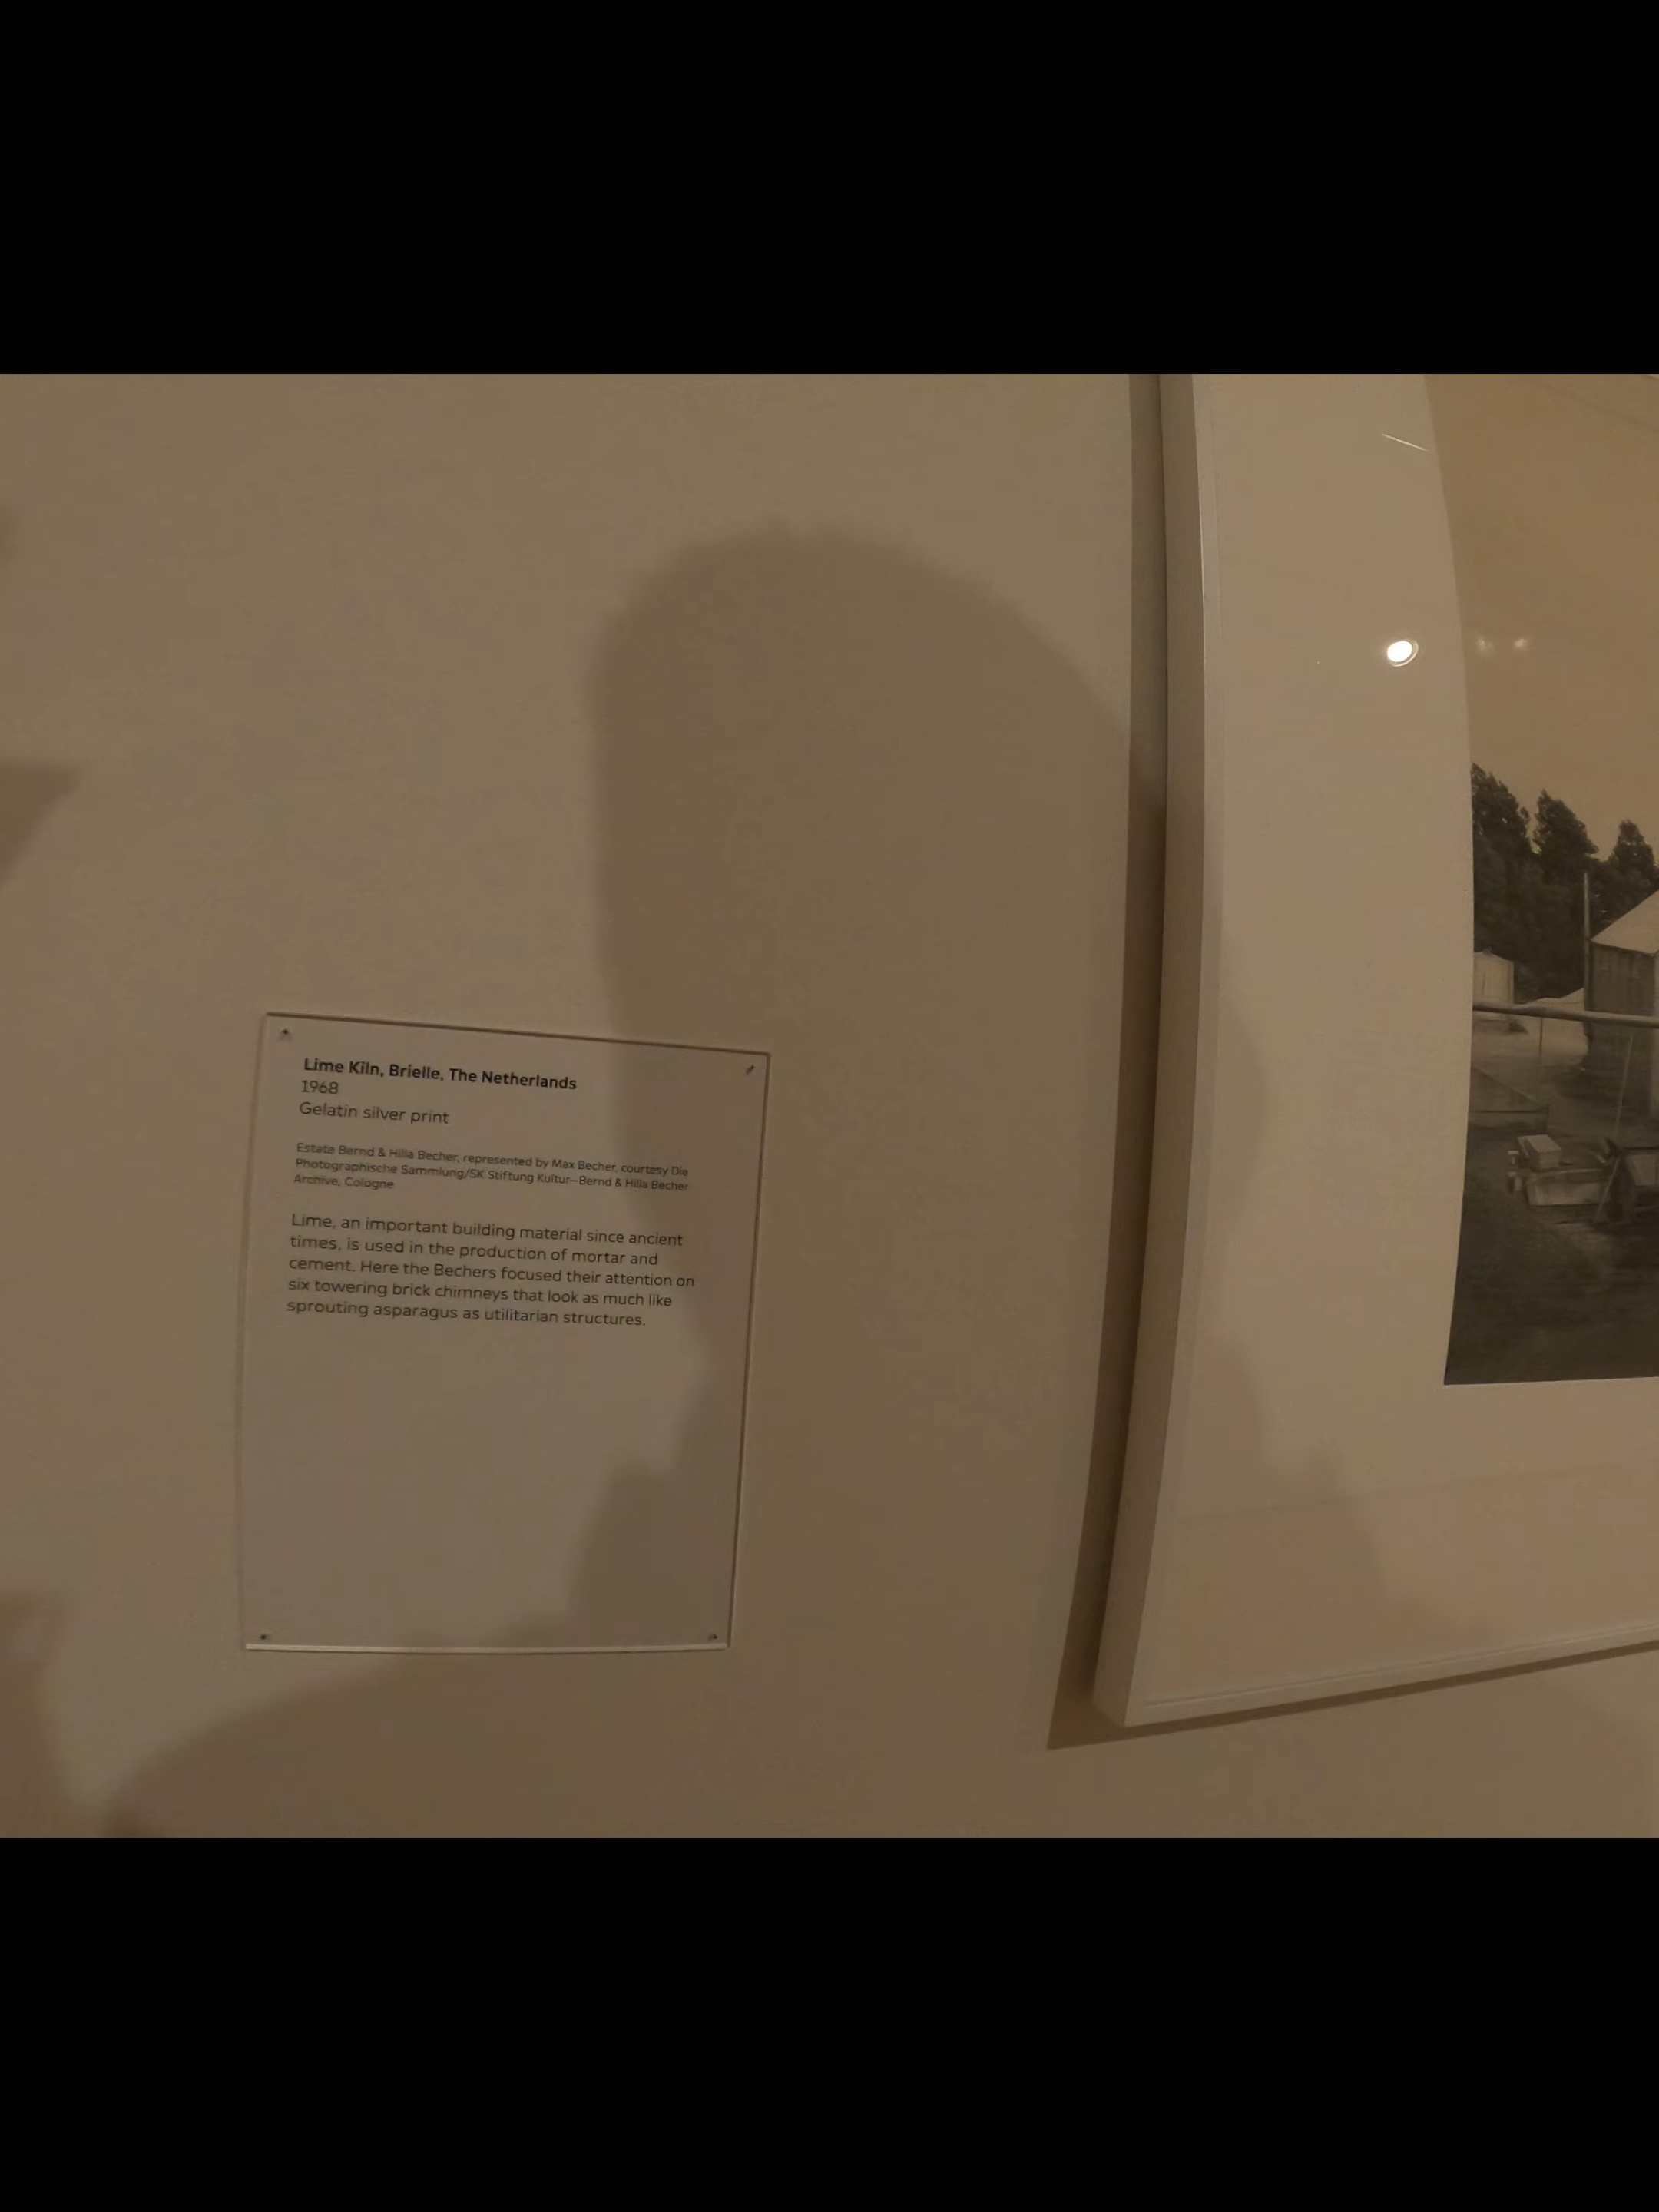 Lime Kiln, Brielle, The Netherlands
1968
Gelatin silver print
Estate Bernd & Hilla Becher, represented by Max Becher, courtesy Die
Photographische Sammlung/SK Stiftung Kultur—Bernd & Hilla Becher
Archive, Cologne
Lime, an important building material since ancient
times, is used in the production of mortar and
cement. Here the Bechers focused their attention on
six towering brick chimneys that look as much like
sprouting asparagus as utilitarian structures.